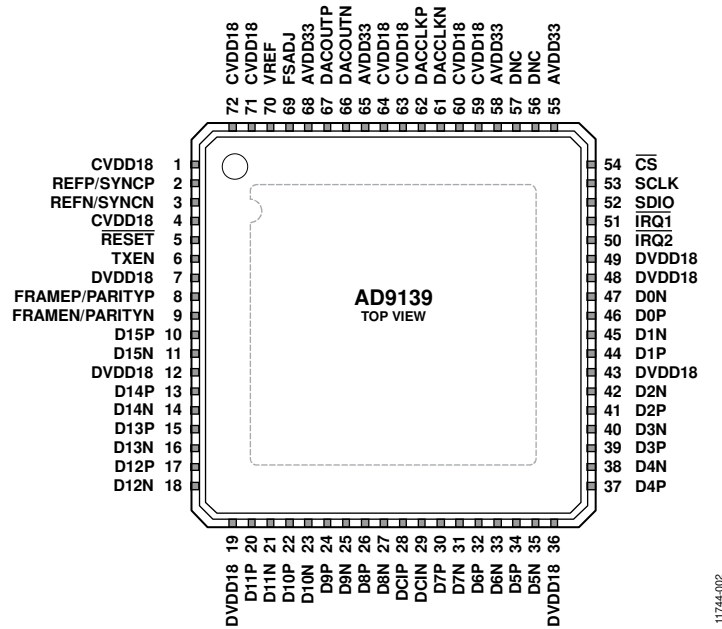 72 CVDD18
71 CVDD18
70 VREF
69 FSADJ
68 AVDD33
67 DACOUTP
66 DACOUTN
65 AVDD33
64 CVDD18
63 CVDD18
62 DACCLKP
61 DACCLKN
60 CVDD18
59 CVDD18
58 AVDD33
57 DNC
56 DNC
55 AVDD33
CVDD18 1
REFP/SYNCP 2
REFN/SYNCN 3
CVDD18 4
RESET 5
TXEN 6
DVDD18 7
FRAMEP/PARITYP 8
FRAMEN/PARITYN 9
D15P 10
D15N 11
DVDD18 12
D14P 13
D14N 14
D13P 15
D13N 16
D12P 17
D12N 18
AD9139
TOP VIEW
54 CS
53 SCLK
52 SDIO
51 IRQ1
50 IRQ2
49 DVDD18
48 DVDD18
47 D0N
46 D0P
45 D1N
44 D1P
43 DVDD18
42 D2N
41 D2P
40 D3N
39 D3P
38 D4N
37 D4P
DVDD18 19
D11P 20
D11N 21
D10P 22
D10N 23
D9P 24
D9N 25
D8P 26
D8N 27
DCIP 28
DCIN 29
D7P 30
D7N 31
D6P 32
D6N 33
D5P 34
D5N 35
DVDD18 36
11744-002